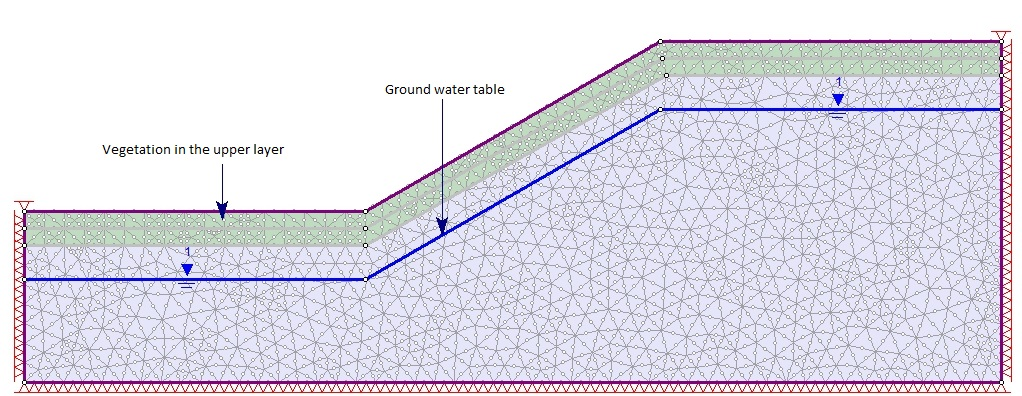 1
Ground water table
Vegetation in the upper layer
1